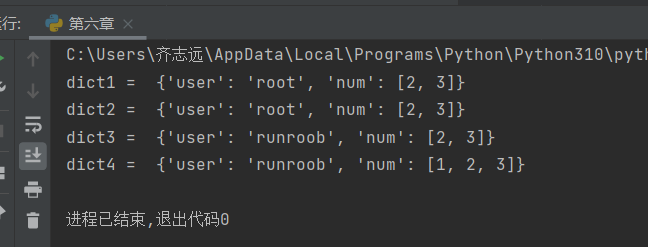 行: 第六章 ×
C:\Users\齐志远\AppData\Local\Programs\Python\Python310\pyth
dict1 =  {'user': 'root', 'num': [2, 3]}
dict2 =  {'user': 'root', 'num': [2, 3]}
dict3 =  {'user': 'runroob', 'num': [2, 3]}
dict4 =  {'user': 'runroob', 'num': [1, 2, 3]}
进程已结束,退出代码0